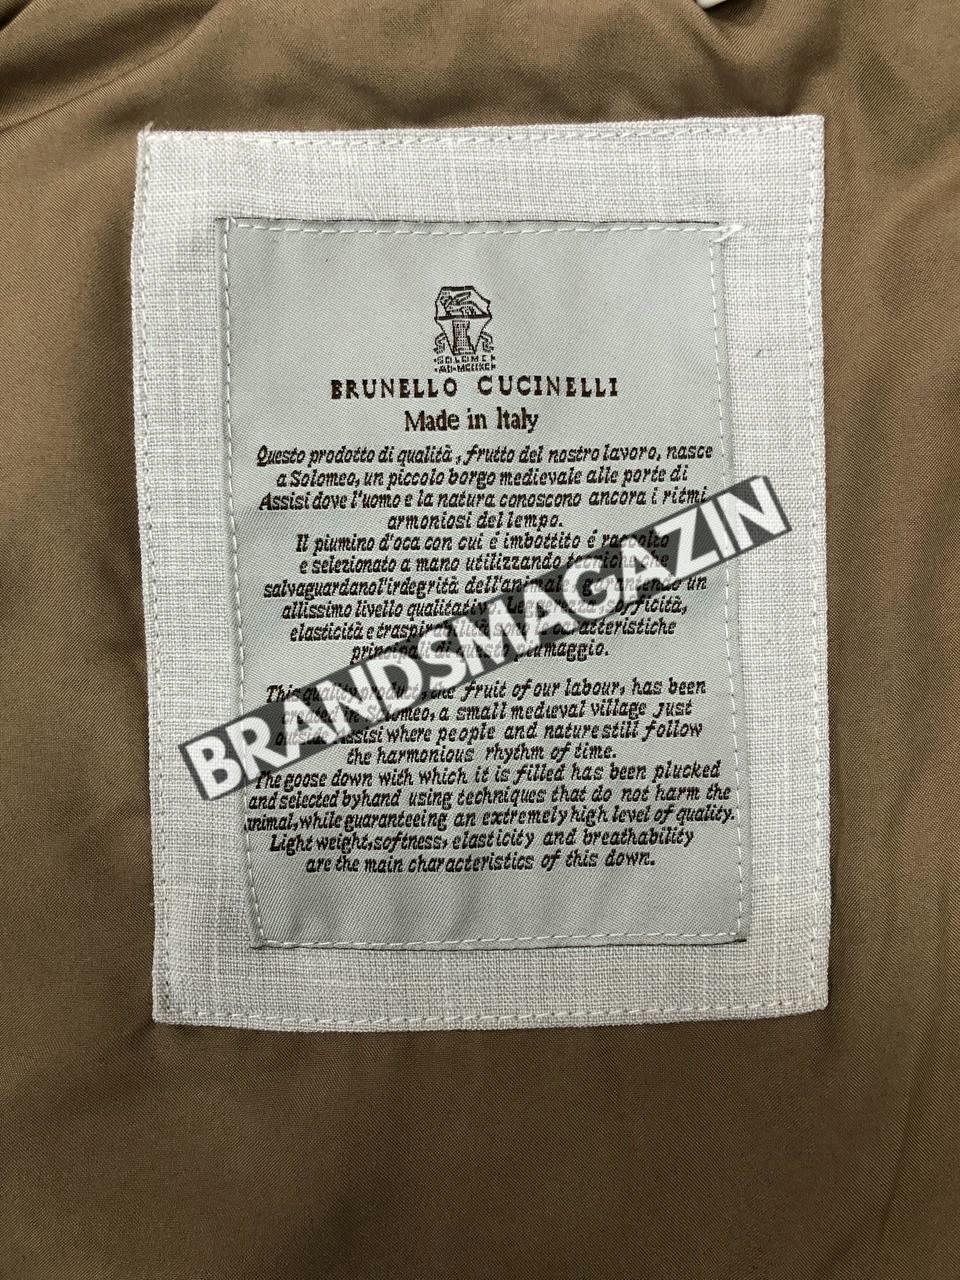 SOLOMEO
BRUNELLO CUCINELLI
Made in Italy
Questo prodotto di qualità, frutto del nostro lavoro, nasce
a Solomeo, un piccolo borgo medievale alle porte di
Assisi dove l'uomo e la natura conoscono ancora i ritmi
armoniosi del lempo.
Il piumino d'oca con cui é imbottito é raccolto
e selezionato a mano utilizzando tecniche che
salvaguardanol'irdegrità dell'animale, garantendo un
allissimo livello qualitativo. Leggerezza, sofficità,
elasticità e traspirabilità sono le caratteristiche
principali di questo piumaggio.
This quality product, the fruit of our labour, has been
created in Solomeo, a small medieval village just
outside Assisi where people and nature still follow
the harmonious rhythm of time.
The goose down with which it is filled has been plucked
and selected byhand using techniques that do not harm the
animal, while guaranteeing an extremely high level of quality.
Light weight, softness, elasticity and breathability
are the main characteristics of this down.
BRANDSMAGAZIN